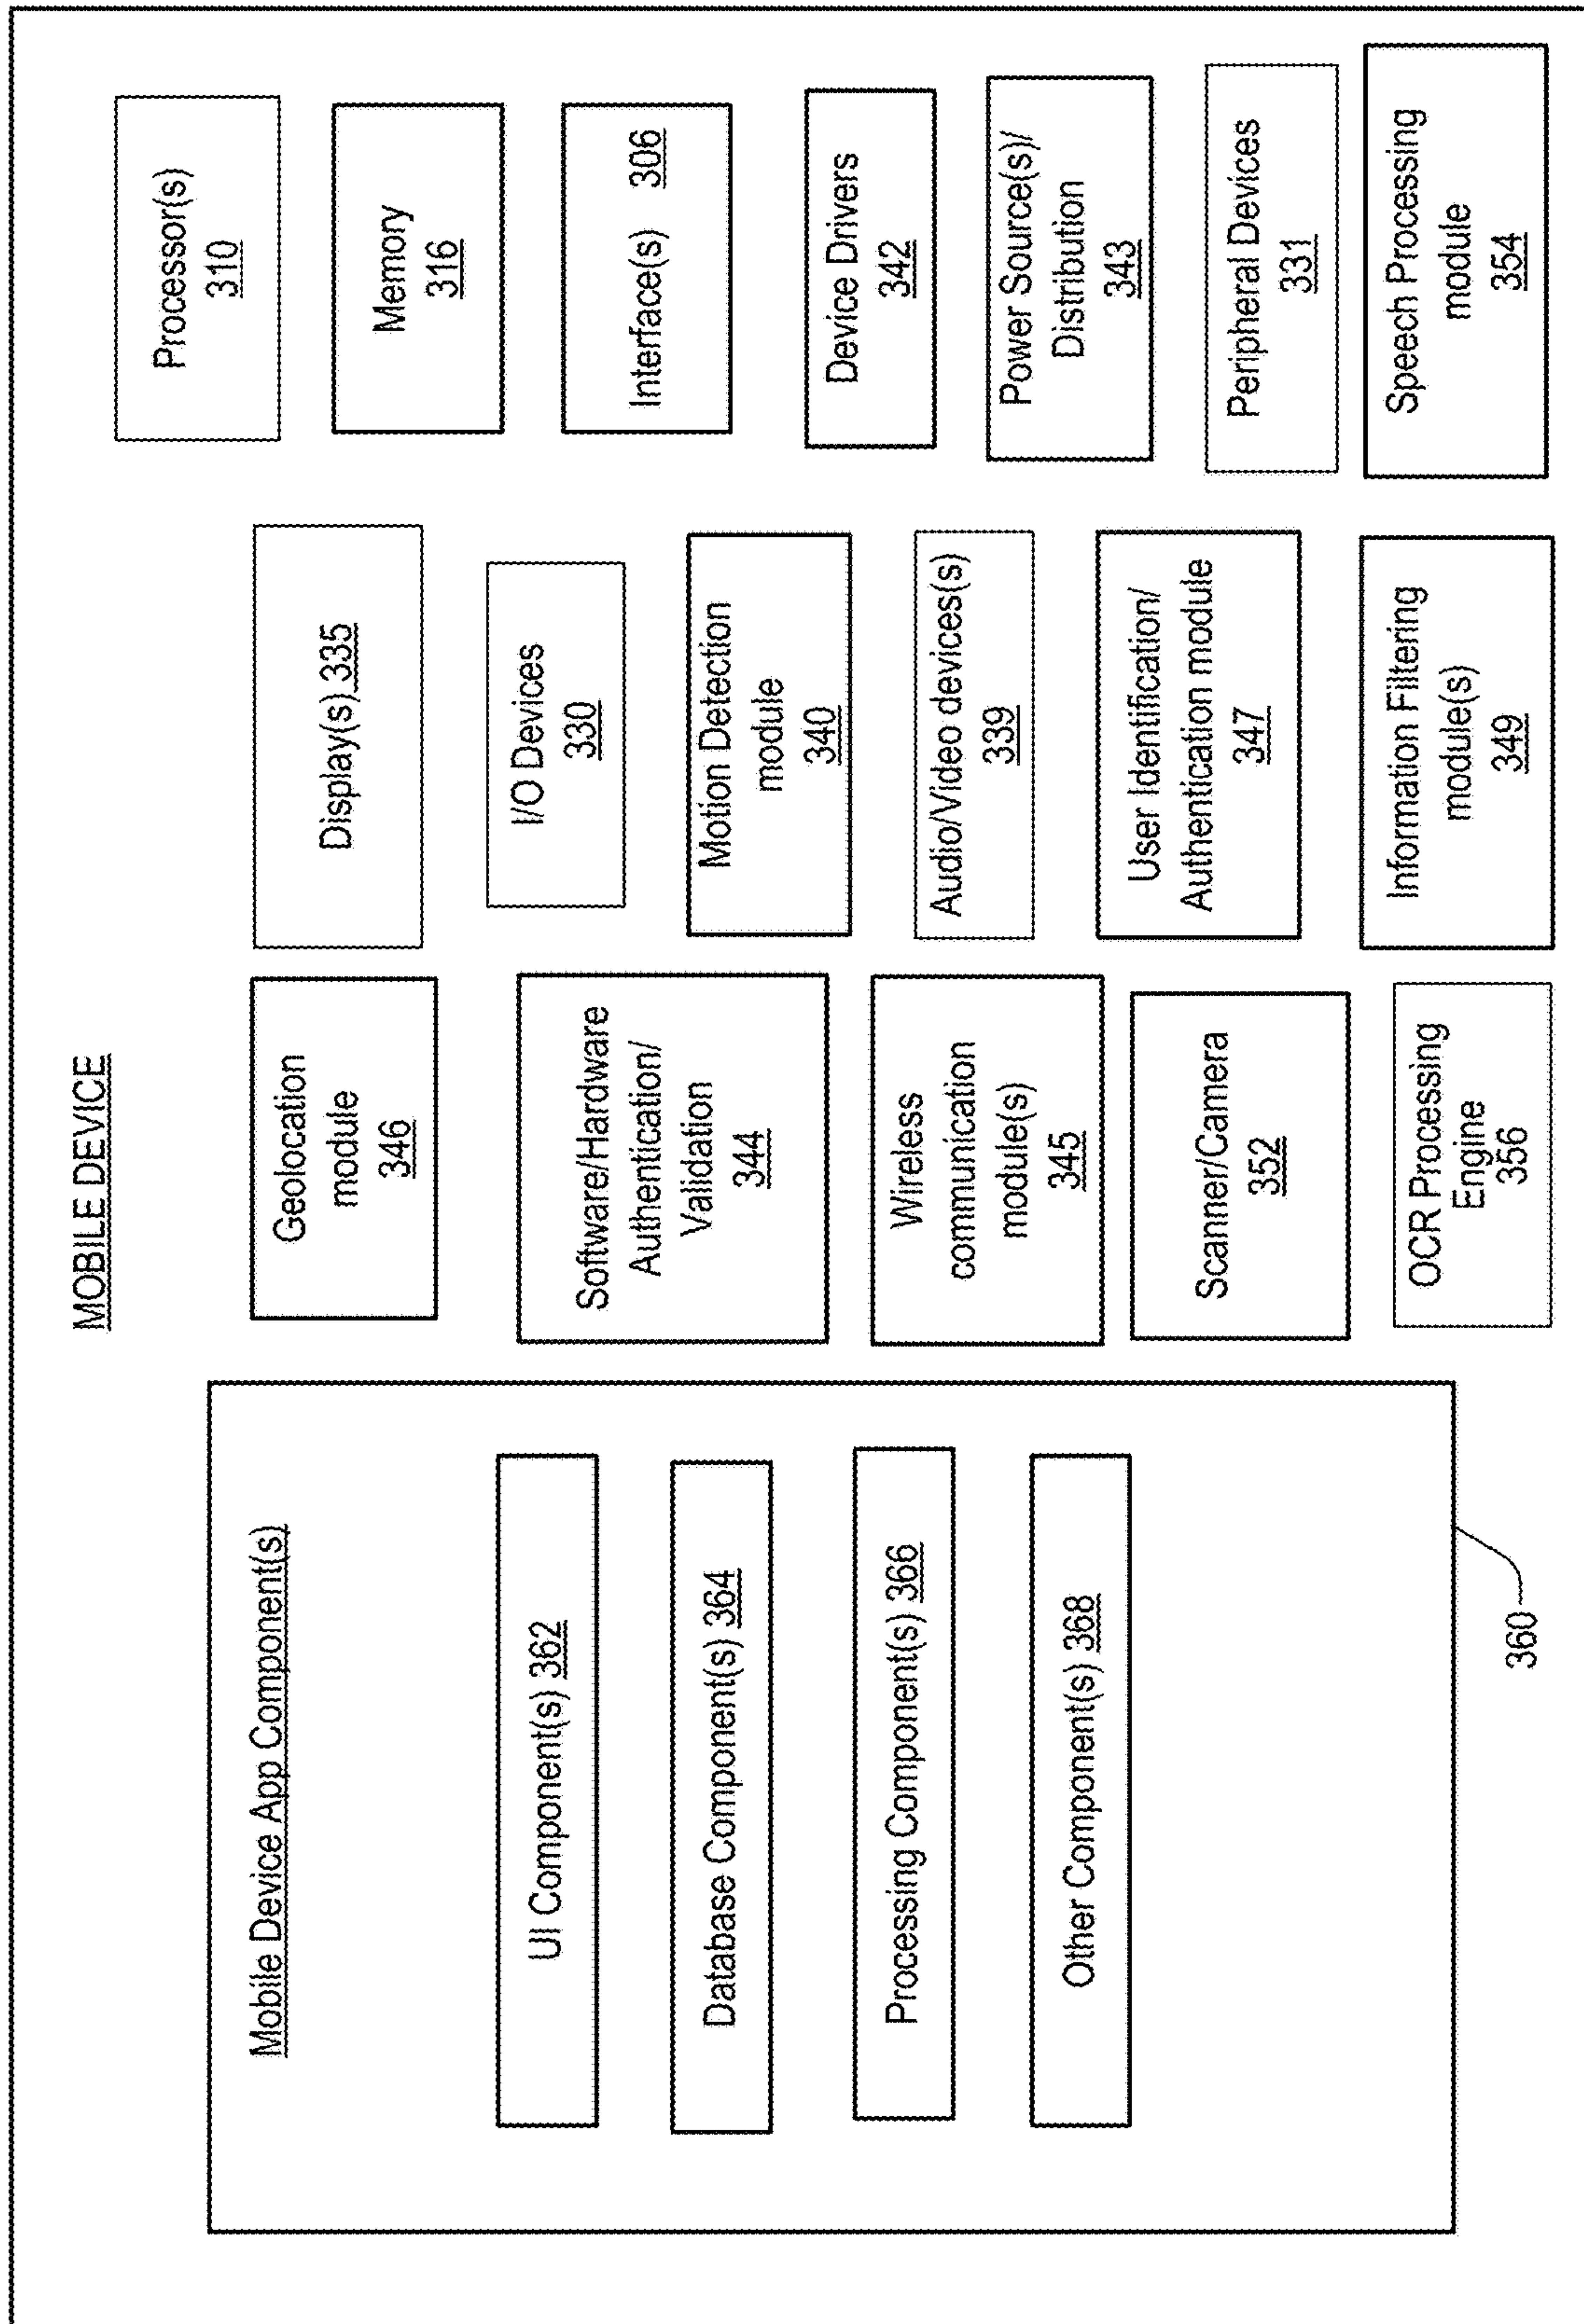 MOBILE DEVICE
Mobile Device App Component(s)
UI Component(s) 362
Database Component(s) 364
Processing Component(s) 366
Other Component(s) 368
360
Geolocation
module
346
Software/Hardware
Authentication/
Validation
344
Wireless
communication
module(s)
345
Scanner/Camera
352
OCR Processing
Engine
356
Display(s) 335
I/O Devices
330
Motion Detection
module
340
Audio/Video devices(s)
339
User Identification/
Authentication module
347
Information Filtering
module(s)
349
Processor(s)
310
Memory
316
Interface(s) 306
Device Drivers
342
Power Source(s)/
Distribution
343
Peripheral Devices
331
Speech Processing
module
354